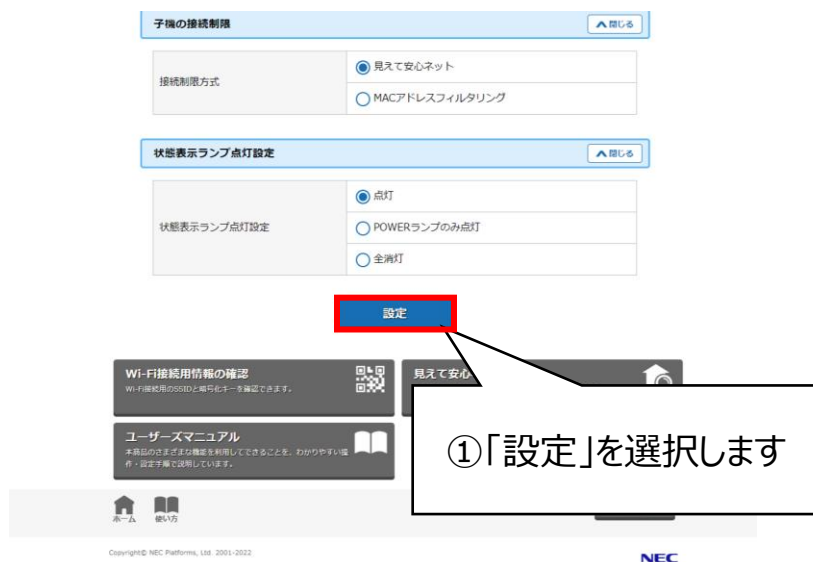 子機の接続制限
閉じる
接続制限方式
見えて安心ネット
MACアドレスフィルタリング
状態表示ランプ点灯設定
閉じる
状態表示ランプ点灯設定
点灯
POWERランプのみ点灯
全消灯
設定
Wi-Fi接続用情報の確認
Wi-Fi接続用のSSIDと暗号化キーを確認できます。
見えて安心
ユーザーズマニュアル
本商品のさまざまな機能を利用してできることを、わかりやすい操
作・設定手順で説明しています。
①「設定」を選択します
ホーム
使い方
Copyright© NEC Platforms, Ltd. 2001-2022
NEC